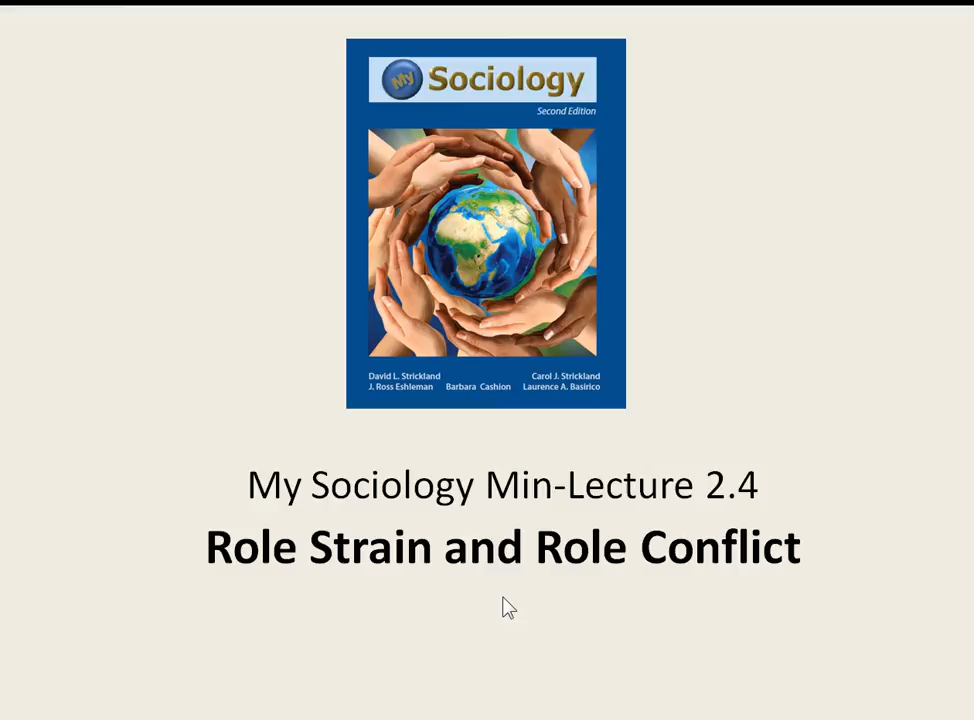 My Sociology
Second Edition
David L. Strickland Carol J. Strickland
J. Ross Eshleman Barbara Cashion Laurence A. Basirico
My Sociology Min-Lecture 2.4
Role Strain and Role Conflict